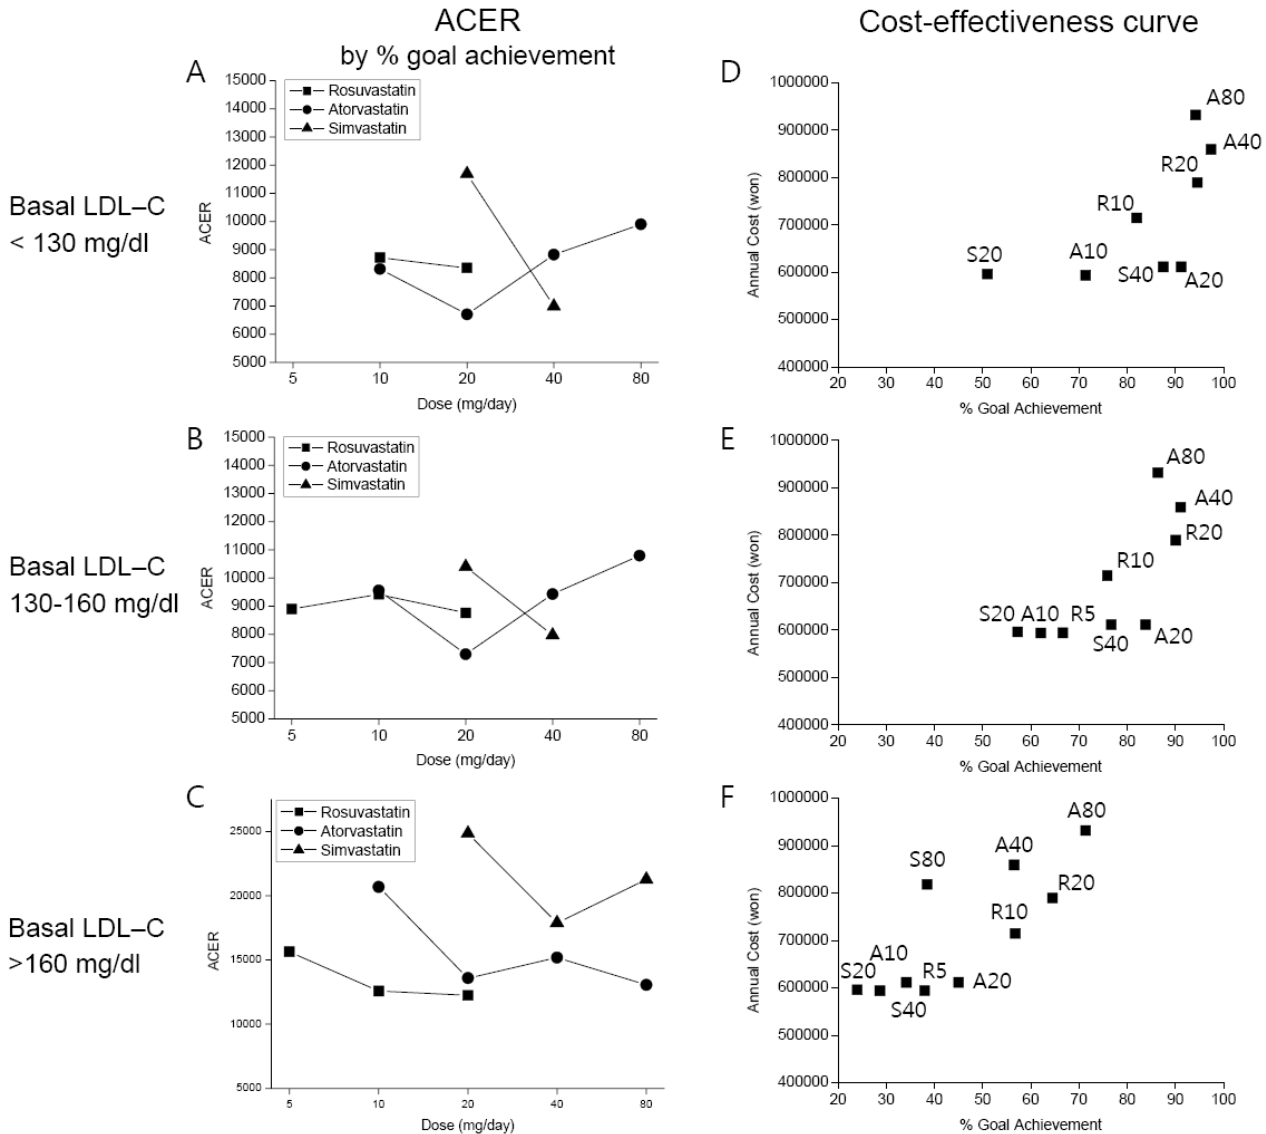 ACER
by % goal achievement
Cost-effectiveness curve
Basal LDL–C
< 130 mg/dl
A
15000
14000
13000
12000
11000
10000
9000
8000
7000
6000
5000
ACER
Rosuvastatin
Atorvastatin
Simvastatin
5 10 20 40 80
Dose (mg/day)
D
1000000
900000
800000
700000
600000
500000
400000
Annual Cost (won)
A80
A40
R20
R10
S20
A10
S40
A20
20 30 40 50 60 70 80 90 100
% Goal Achievement
Basal LDL–C
130-160 mg/dl
B
15000
14000
13000
12000
11000
10000
9000
8000
7000
6000
5000
ACER
Rosuvastatin
Atorvastatin
Simvastatin
5 10 20 40 80
Dose (mg/day)
E
1000000
900000
800000
700000
600000
500000
400000
Annual Cost (won)
A80
A40
R20
R10
S20 A10 R5
S40
A20
20 30 40 50 60 70 80 90 100
% Goal Achievement
Basal LDL–C
>160 mg/dl
C
25000
20000
15000
10000
5000
ACER
Rosuvastatin
Atorvastatin
Simvastatin
5 10 20 40 80
Dose (mg/day)
F
1000000
900000
800000
700000
600000
500000
400000
Annual Cost (won)
A80
A40
S80
R20
R10
A10
S20
R5
A20
S40
20 30 40 50 60 70 80 90 100
% Goal Achievement